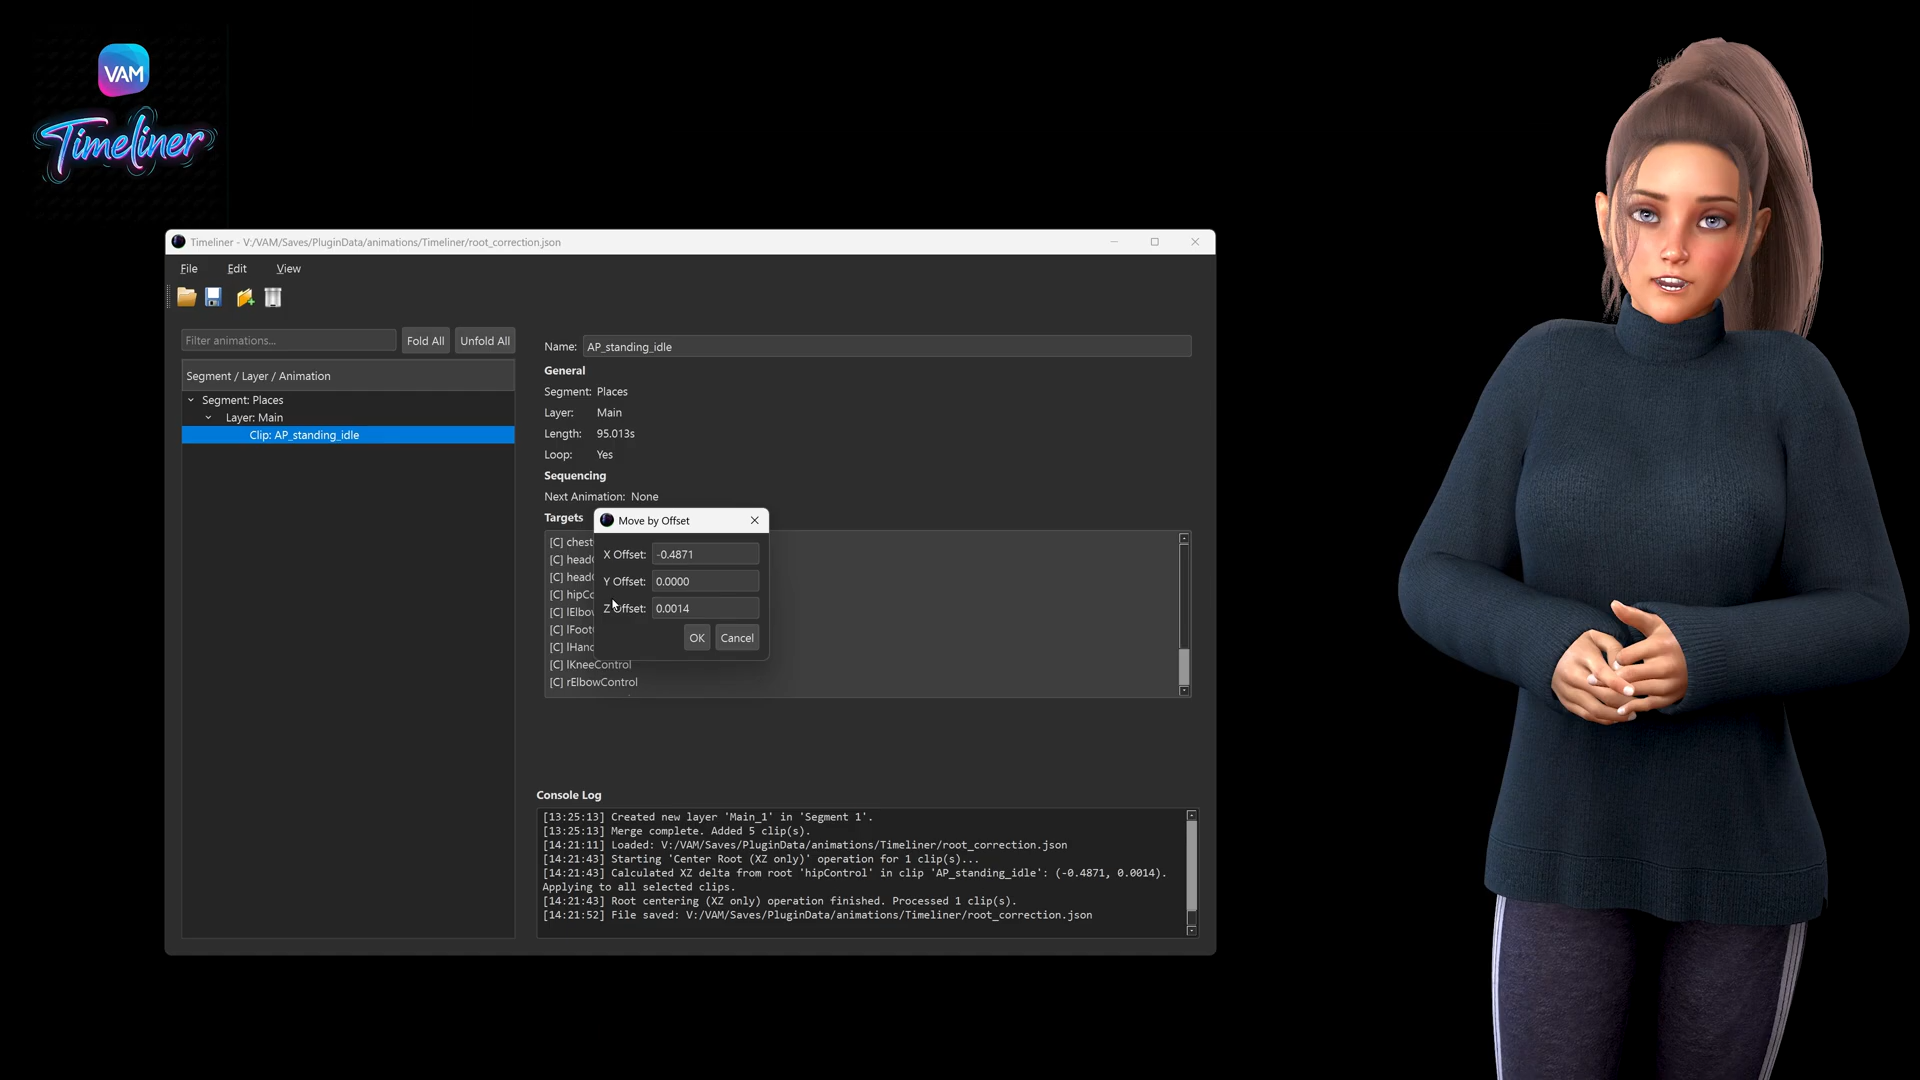 VAM
Timeliner
Timeliner - V:/VAM/Saves/PluginData/animations/Timeliner/root_correction.json
File Edit View
Filter animations... Fold All Unfold All
Segment / Layer / Animation
Segment: Places
Layer: Main
Clip: AP_standing_idle
Name: AP_standing_idle
General
Segment: Places
Layer: Main
Length: 95.013s
Loop: Yes
Sequencing
Next Animation: None
Targets
[C] chest
[C] head
[C] head
[C] hipCo
[C] lElbow
[C] lFoot
[C] lHand
[C] lKneeControl
[C] rElbowControl
Move by Offset
X Offset: -0.4871
Y Offset: 0.0000
Z Offset: 0.0014
OK Cancel
Console Log
[13:25:13] Created new layer 'Main_1' in 'Segment 1'.
[13:25:13] Merge complete. Added 5 clip(s).
[14:21:11] Loaded: V:/VAM/Saves/PluginData/animations/Timeliner/root_correction.json
[14:21:43] Starting 'Center Root (XZ only)' operation for 1 clip(s)...
[14:21:43] Calculated XZ delta from root 'hipControl' in clip 'AP_standing_idle': (-0.4871, 0.0014).
Applying to all selected clips.
[14:21:43] Root centering (XZ only) operation finished. Processed 1 clip(s).
[14:21:52] File saved: V:/VAM/Saves/PluginData/animations/Timeliner/root_correction.json